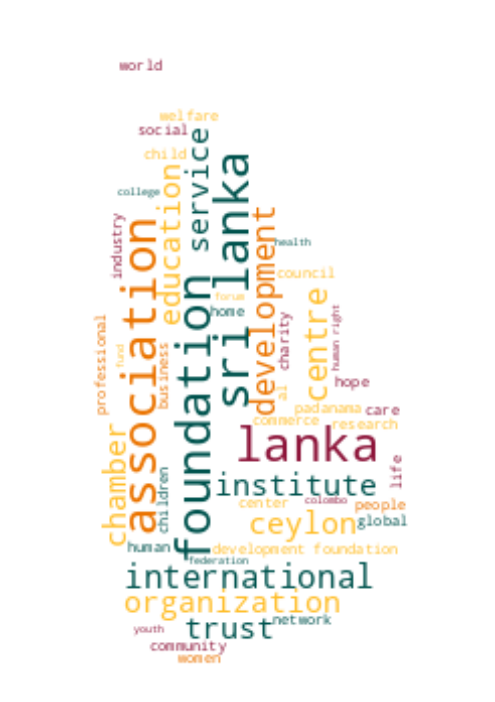 world
welfare
social
service
child
sri lanka
education
college
development
industry
association
health
council
foundation
centre
forum
home
human right
charity
professional
business
fund
hope
al
padanama
care
commerce
research
chamber
lanka
life
children
institute
center
colombo
people
ceylon
global
human
development foundation
federation
international
organization
trust
network
youth
community
women